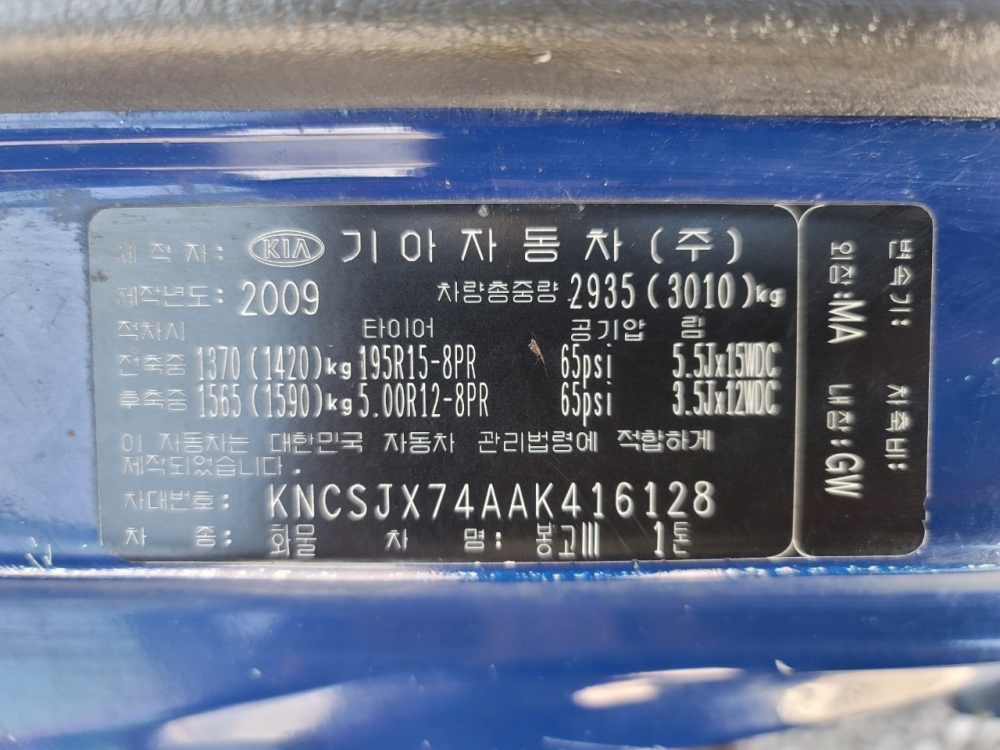 제 작 자: KIA 기 아 자 동 차 (주)
제작년도: 2009 차량총중량 2935 (3010)kg
적차시 타이어 공기압 림
전축중 1370 (1420)kg 195R15-8PR 65psi 5.5Jx15WDC
후축중 1565 (1590)kg 5.00R12-8PR 65psi 3.5Jx12WDC
이 자동차는 대한민국 자동차 관리법령에 적합하게
제작되었습니다.
차대번호: KNCSJX74AAK416128
차 종: 화물 차 명: 봉고Ⅲ 1톤
변속기: 치축비:
외장:MA 내장:GW